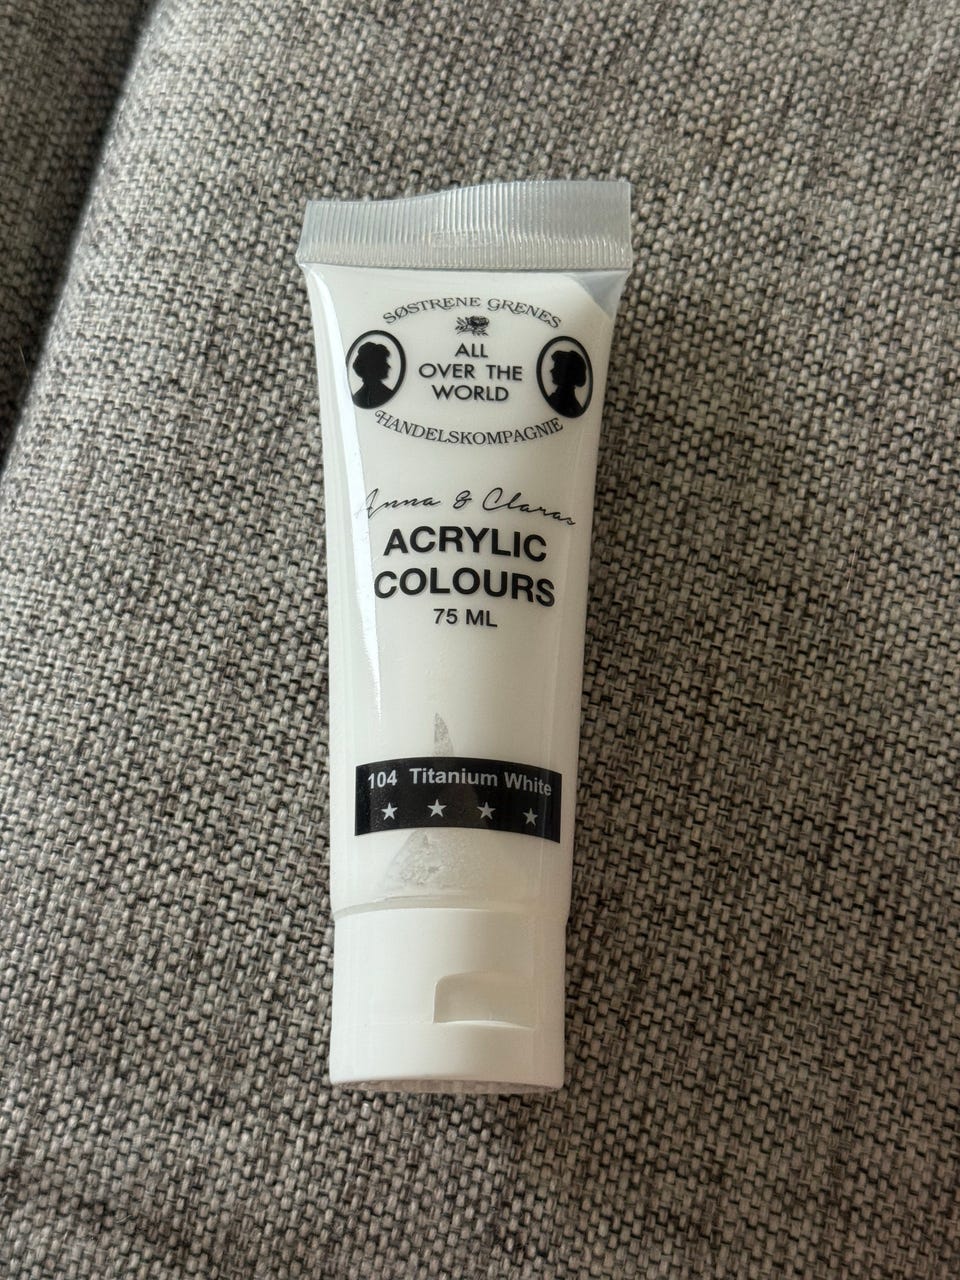 SØSTRENE GRENES
ALL
OVER THE
WORLD
HANDELSKOMPAGNIE
Anna & Claras
ACRYLIC
COLOURS
75 ML
104 Titanium White